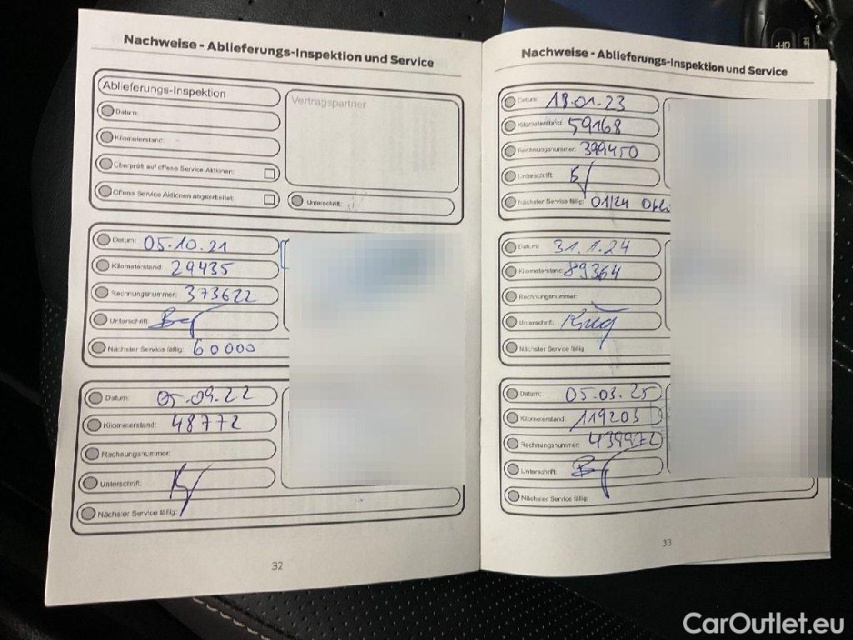 Nachweise - Ablieferungs-Inspektion und Service
Ablieferungs-Inspektion
Vertragspartner
Datum:
Kilometerstand:
Überprüft auf offene Service Aktionen:
Offene Service Aktionen abgearbeitet:
Unterschrift:
Datum: 05.10.21
Kilometerstand: 29435
Rechnungsnummer: 373622
Unterschrift:
Nächster Service fällig: 60000
Datum: 05.09.22
Kilometerstand: 48772
Rechnungsnummer:
Unterschrift:
Nächster Service fällig:
32
Nachweise - Ablieferungs-Inspektion und Service
Datum: 18.01.23
Kilometerstand: 59168
Rechnungsnummer: 399450
Unterschrift:
Nächster Service fällig: 01/24
Datum: 31.1.24
Kilometerstand: 89364
Rechnungsnummer:
Unterschrift:
Nächster Service fällig
Datum: 05.03.25
Kilometerstand: 119203
Rechnungsnummer: 439972
Unterschrift:
Nächster Service fällig:
33
CarOutlet.eu